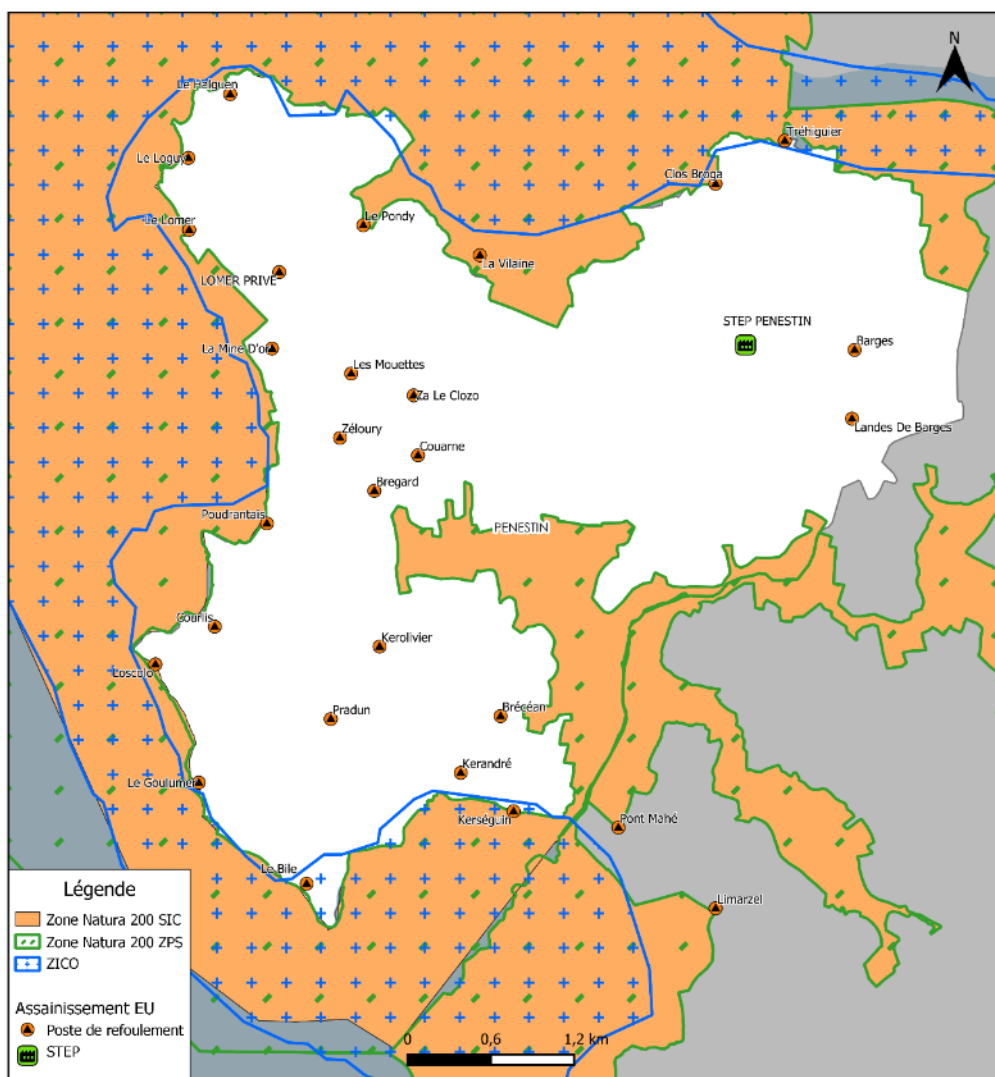 N
Le Halguen
Tréhiguier
Le Loguy
Clos Broga
Le Lomer
Le Pondy
La Vilaine
LOMER PRIVE
STEP PENESTIN
La Mine D'or
Barges
Les Mouettes
Za Le Clozo
Landes De Barges
Zéloury
Couarne
Bregard
Poudrantais
PENESTIN
Courlis
Kerolivier
Loscolo
Pradun
Brécéan
Kerandré
Le Goulumer
Kerséguin
Pont Mahé
Le Bile
Limarzel
Légende
Zone Natura 200 SIC
Zone Natura 200 ZPS
ZICO
Assainissement EU
Poste de refoulement
STEP
0 0,6 1,2 km